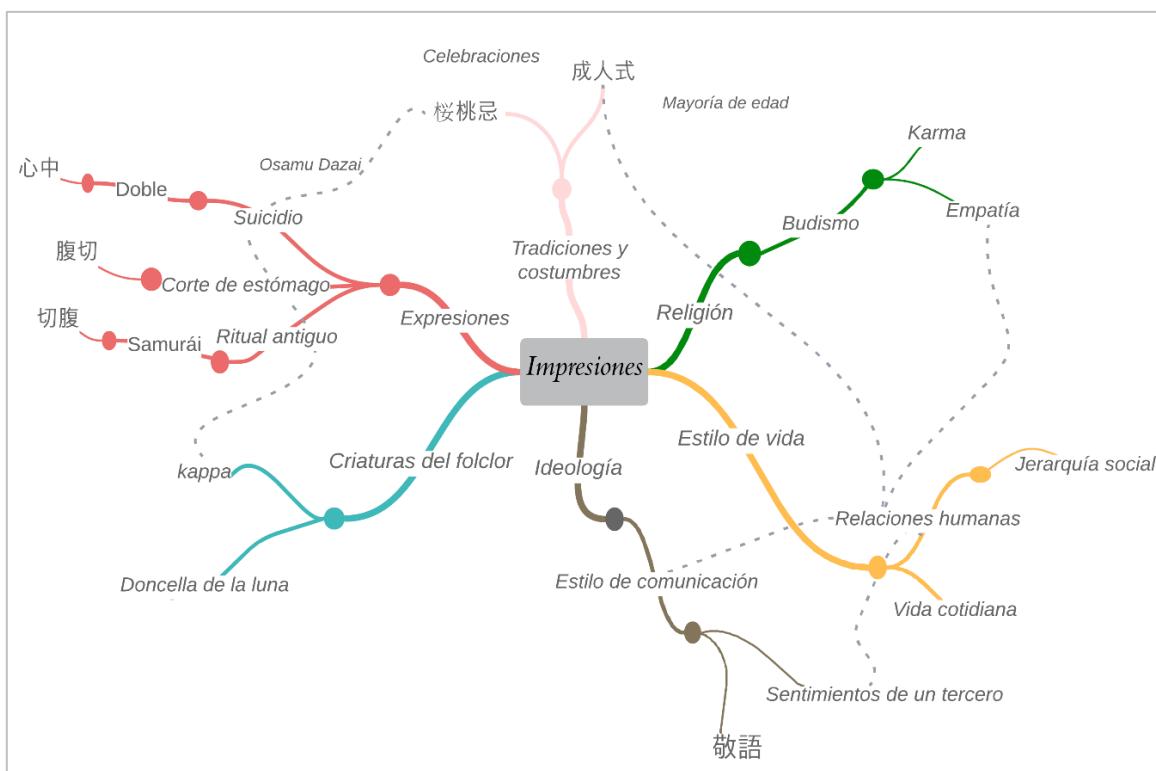 Celebraciones
成人式
桜桃忌
Mayoría de edad
Karma
心中
Doble
Osamu Dazai
Suicidio
Budismo
Empatía
腹切
Corte de estómago
Tradiciones y
costumbres
Religión
切腹
Samurái
Ritual antiguo
Expresiones
Impresiones
Criaturas del folclor
kappa
Doncella de la luna
Ideología
Estilo de comunicación
Sentimientos de un tercero
敬語
Estilo de vida
Jerarquía social
Relaciones humanas
Vida cotidiana